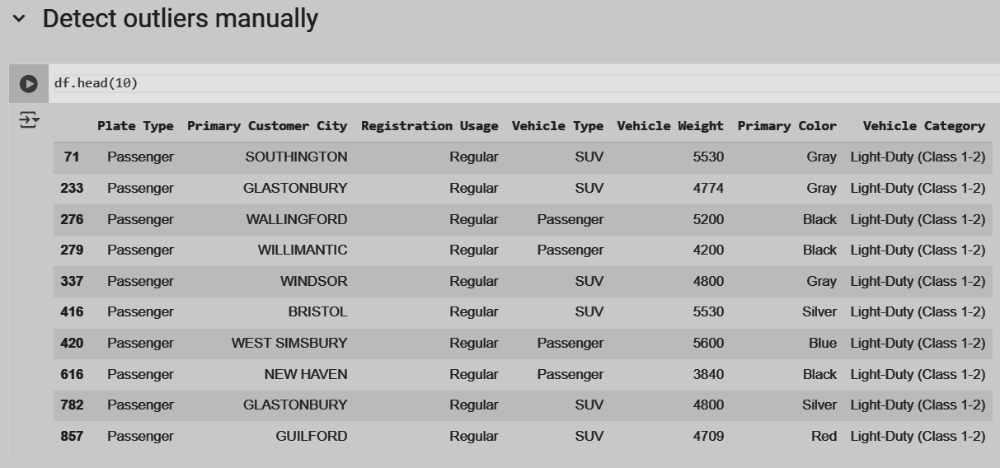 Detect outliers manually
df.head(10)
Plate Type Primary Customer City Registration Usage Vehicle Type Vehicle Weight Primary Color Vehicle Category
71 Passenger SOUTHINGTON Regular SUV 5530 Gray Light-Duty (Class 1-2)
233 Passenger GLASTONBURY Regular SUV 4774 Gray Light-Duty (Class 1-2)
276 Passenger WALLINGFORD Regular Passenger 5200 Black Light-Duty (Class 1-2)
279 Passenger WILLIMANTIC Regular Passenger 4200 Black Light-Duty (Class 1-2)
337 Passenger WINDSOR Regular SUV 4800 Gray Light-Duty (Class 1-2)
416 Passenger BRISTOL Regular SUV 5530 Silver Light-Duty (Class 1-2)
420 Passenger WEST SIMSBURY Regular Passenger 5600 Blue Light-Duty (Class 1-2)
616 Passenger NEW HAVEN Regular Passenger 3840 Black Light-Duty (Class 1-2)
782 Passenger GLASTONBURY Regular SUV 4800 Silver Light-Duty (Class 1-2)
857 Passenger GUILFORD Regular SUV 4709 Red Light-Duty (Class 1-2)